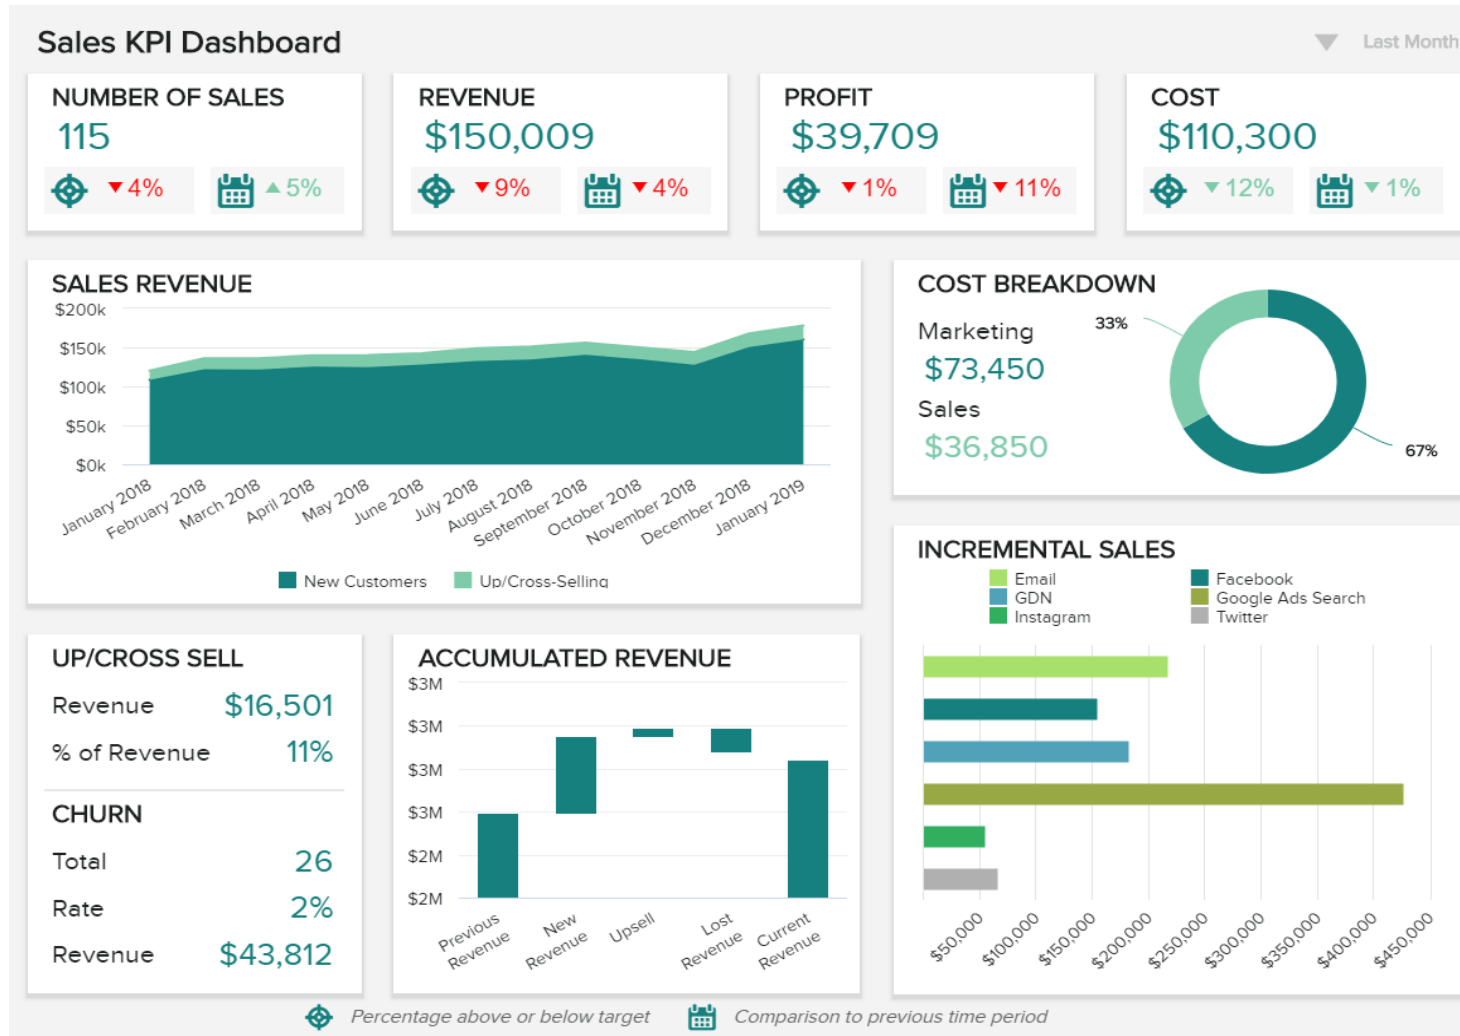 Sales KPI Dashboard
Last Month
NUMBER OF SALES
115
▼4% ▲5%
REVENUE
$150,009
▼9% ▼4%
PROFIT
$39,709
▼1% ▼11%
COST
$110,300
▼12% ▼1%
SALES REVENUE
$200k
$150k
$100k
$50k
$0k
January 2018
February 2018
March 2018
April 2018
May 2018
June 2018
July 2018
August 2018
September 2018
October 2018
November 2018
December 2018
January 2019
New Customers Up/Cross-Selling
COST BREAKDOWN
Marketing
$73,450
Sales
$36,850
33%
67%
INCREMENTAL SALES
Email Facebook
GDN Google Ads Search
Instagram Twitter
$50,000
$100,000
$150,000
$200,000
$250,000
$300,000
$350,000
$400,000
$450,000
UP/CROSS SELL
Revenue $16,501
% of Revenue 11%
CHURN
Total 26
Rate 2%
Revenue $43,812
ACCUMULATED REVENUE
$3M
$3M
$3M
$3M
$2M
$2M
Previous
Revenue
New
Revenue
Upsell
Lost
Revenue
Current
Revenue
Percentage above or below target Comparison to previous time period